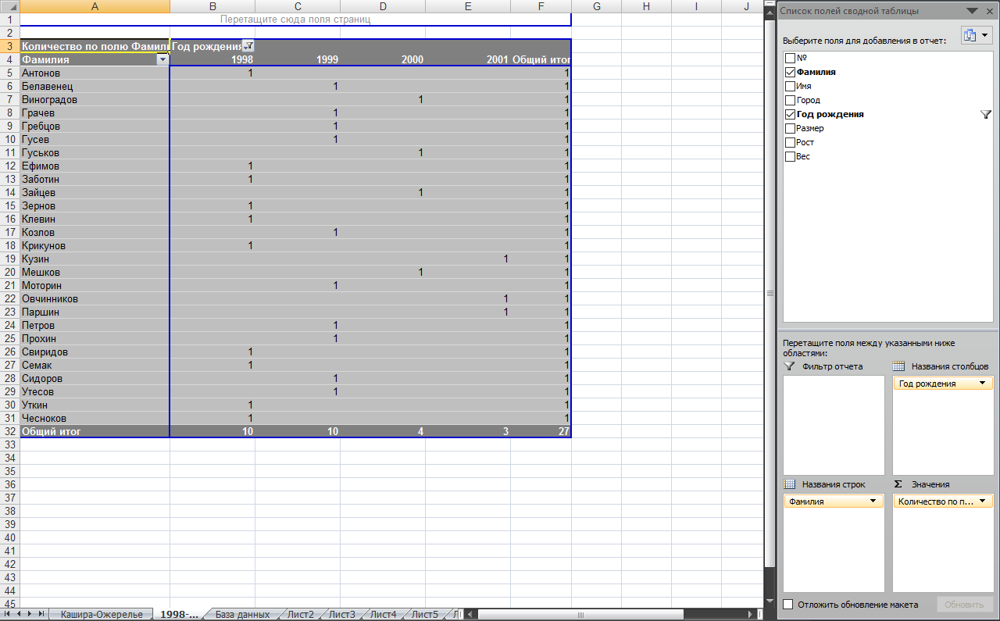 A B C D E F G H I J
1 Перетащите сюда поля страниц
2
3 Количество по полю Фамили Год рождения
4 Фамилия 1998 1999 2000 2001 Общий итог
5 Антонов 1 1
6 Белавенец 1 1
7 Виноградов 1 1
8 Грачев 1 1
9 Гребцов 1 1
10 Гусев 1 1
11 Гуськов 1 1
12 Ефимов 1 1
13 Заботин 1 1
14 Зайцев 1 1
15 Зернов 1 1
16 Клевин 1 1
17 Козлов 1 1
18 Крикунов 1 1
19 Кузин 1 1
20 Мешков 1 1
21 Моторин 1 1
22 Овчинников 1 1
23 Паршин 1 1
24 Петров 1 1
25 Прохин 1 1
26 Свиридов 1 1
27 Семак 1 1
28 Сидоров 1 1
29 Утесов 1 1
30 Уткин 1 1
31 Чесноков 1 1
32 Общий итог 10 10 4 3 27
33
34
35
36
37
38
39
40
41
42
43
44
45
Кашира-Ожерелье 1998-... База данных Лист2 Лист3 Лист4 Лист5 Л
Список полей сводной таблицы
Выберите поля для добавления в отчет:
№
Фамилия
Имя
Город
Год рождения
Размер
Рост
Вес
Перетащите поля между указанными ниже
областями:
Фильтр отчета Названия столбцов
Год рождения
Названия строк Σ Значения
Фамилия Количество по п...
Отложить обновление макета Обновить